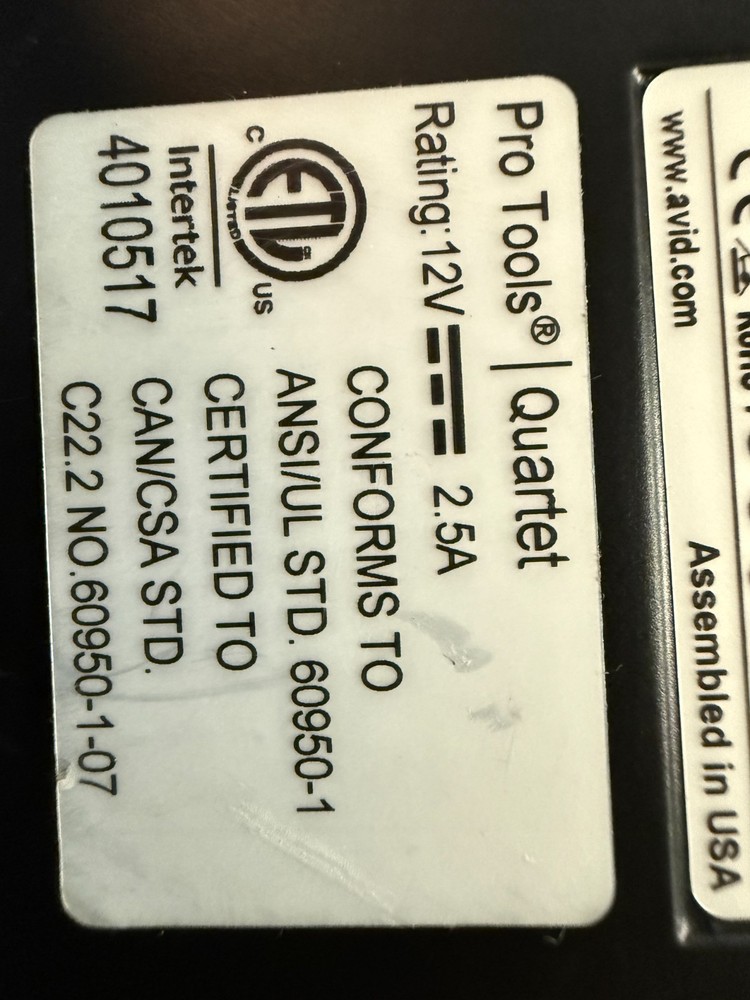 Pro Tools® | Quartet
Rating: 12V 2.5A
C ETL US
LISTED
Intertek
4010517
CONFORMS TO
ANSI/UL STD. 60950-1
CERTIFIED TO
CAN/CSA STD.
C22.2 NO.60950-1-07
www.avid.com
Assembled in USA